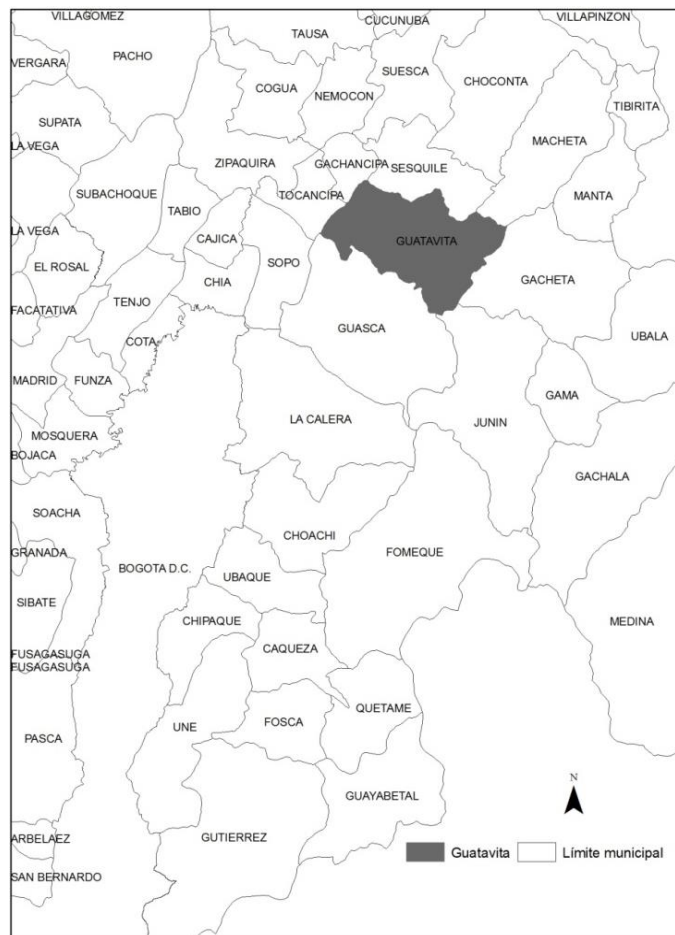 VILLAGOMEZ
CUCUNUBA
VILLAPINZON
TAUSA
PACHO
VERGARA
SUESCA
CHOCONTA
COGUA
NEMOCON
TIBIRITA
SUPATA
MACHETA
LA VEGA
ZIPAQUIRA
GACHANCIPA
SESQUILE
SUBACHOQUE
TOCANCIPA
MANTA
TABIO
LA VEGA
CAJICA
GUATAVITA
EL ROSAL
SOPO
CHIA
GACHETA
TENJO
FACATATIVA
GUASCA
UBALA
COTA
MADRID
FUNZA
GAMA
LA CALERA
JUNIN
MOSQUERA
BOJACA
GACHALA
SOACHA
CHOACHI
GRANADA
FOMEQUE
BOGOTA D.C.
UBAQUE
SIBATE
CHIPAQUE
MEDINA
CAQUEZA
FUSAGASUGA
FUSAGASUGA
QUETAME
UNE
FOSCA
PASCA
N
GUAYABETAL
ARBELAEZ
GUTIERREZ
Guatavita
Límite municipal
SAN BERNARDO